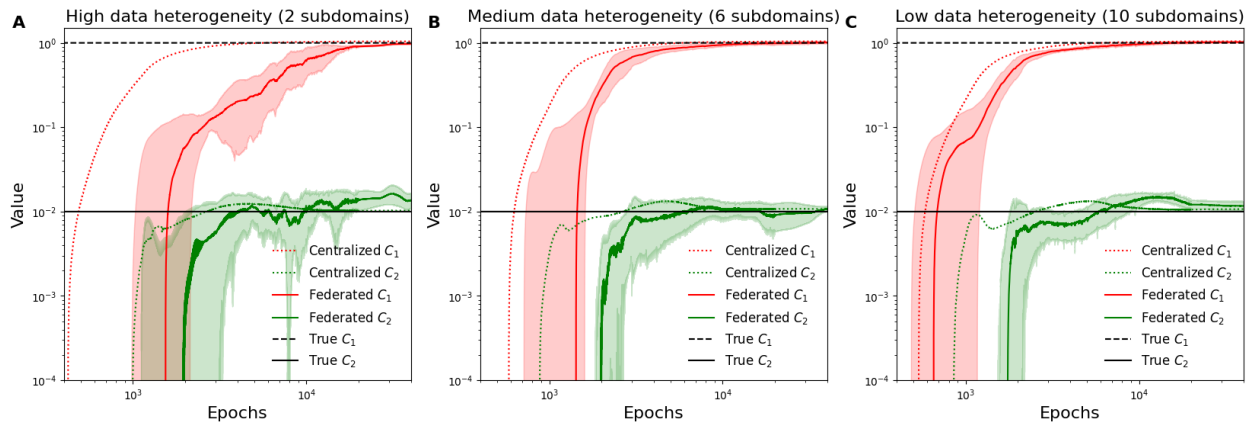 A
High data heterogeneity (2 subdomains)
10^0
10^-1
10^-2
10^-3
10^-4
Value
10^3
10^4
Epochs
Centralized C_1
Centralized C_2
Federated C_1
Federated C_2
True C_1
True C_2
B
Medium data heterogeneity (6 subdomains)
10^0
10^-1
10^-2
10^-3
10^-4
Value
10^3
10^4
Epochs
Centralized C_1
Centralized C_2
Federated C_1
Federated C_2
True C_1
True C_2
C
Low data heterogeneity (10 subdomains)
10^0
10^-1
10^-2
10^-3
10^-4
Value
10^3
10^4
Epochs
Centralized C_1
Centralized C_2
Federated C_1
Federated C_2
True C_1
True C_2